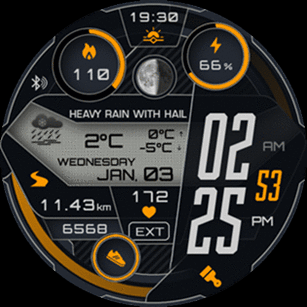 19:30
110
66%
HEAVY RAIN WITH HAIL
2°C
0°C↑
-5°C↓
WEDNESDAY
JAN, 03
02
AM
53
25
PM
11.43km
172
6568
EXT